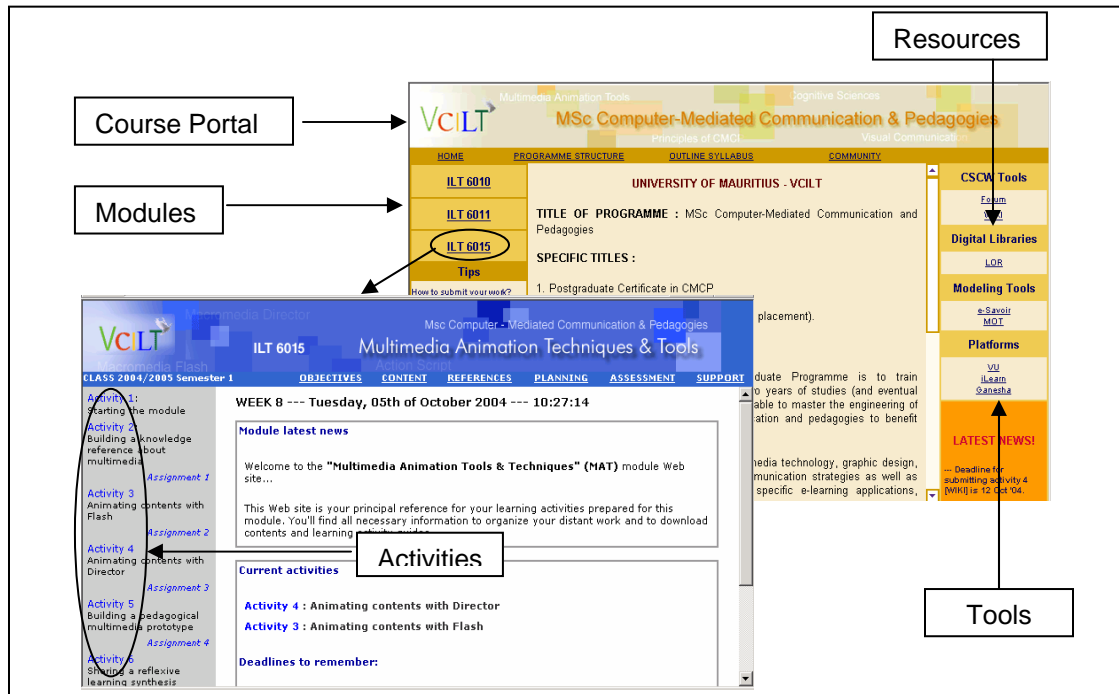 Resources
Course Portal
Modules
Activities
Tools
VCILT
Multimedia Animation Tools
Cognitive Sciences
MSc Computer-Mediated Communication & Pedagogies
Principles of CMCP
Visual Communication
HOME PROGRAMME STRUCTURE OUTLINE SYLLABUS COMMUNITY
ILT 6010
ILT 6011
ILT 6015
Tips
How to submit your work?
UNIVERSITY OF MAURITIUS - VCILT
TITLE OF PROGRAMME : MSc Computer-Mediated Communication and
Pedagogies
SPECIFIC TITLES :
1. Postgraduate Certificate in CMCP
placement).
duate Programme is to train
o years of studies (and eventual
able to master the engineering of
cation and pedagogies to benefit
media technology, graphic design,
munication strategies as well as
specific e-learning applications,
CSCW Tools
Forum
Digital Libraries
LOR
Modeling Tools
e-Savoir
MOT
Platforms
VU
iLearn
Ganesha
LATEST NEWS!
--- Deadline for
submitting activity 4
[WIKI] is 12 Oct '04.
VCILT
Macromedia Director
Msc Computer - Mediated Communication & Pedagogies
ILT 6015 Multimedia Animation Techniques & Tools
Macromedia Flash
Action Script
CLASS 2004/2005 Semester 1 OBJECTIVES CONTENT REFERENCES PLANNING ASSESSMENT SUPPORT
Activity 1:
Starting the module
Activity 2:
Building a knowledge
reference about
multimedia
Assignment 1
Activity 3
Animating contents with
Flash
Assignment 2
Activity 4
Animating contents with
Director
Assignment 3
Activity 5
Building a pedagogical
multimedia prototype
Assignment 4
Activity 6
Sharing a reflexive
learning synthesis
WEEK 8 --- Tuesday, 05th of October 2004 --- 10:27:14
Module latest news
Welcome to the "Multimedia Animation Tools & Techniques" (MAT) module Web
site...
This Web site is your principal reference for your learning activities prepared for this
module. You'll find all necessary information to organize your distant work and to download
contents and learning activity guides
Current activities
Activity 4 : Animating contents with Director
Activity 3 : Animating contents with Flash
Deadlines to remember: